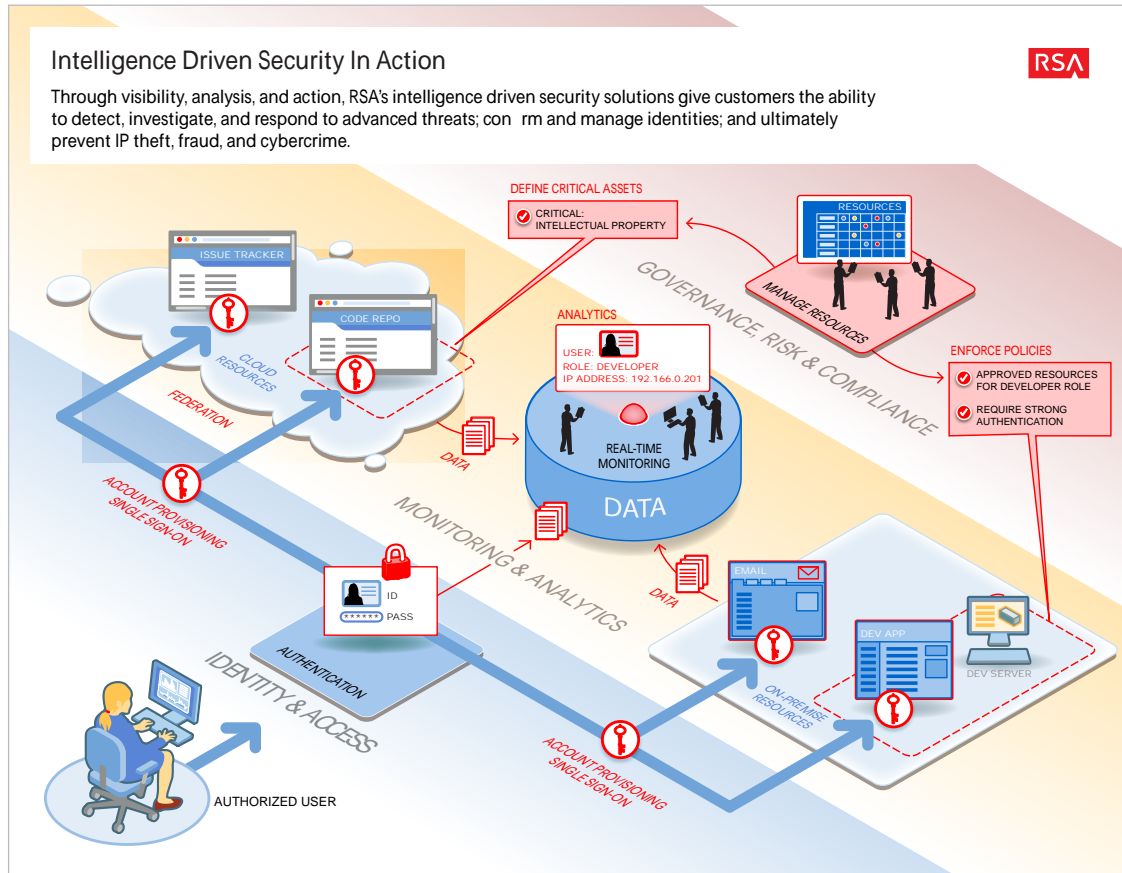 Intelligence Driven Security In Action
RSA
Through visibility, analysis, and action, RSA's intelligence driven security solutions give customers the ability
to detect, investigate, and respond to advanced threats; con rm and manage identities; and ultimately
prevent IP theft, fraud, and cybercrime.
DEFINE CRITICAL ASSETS
CRITICAL:
INTELLECTUAL PROPERTY
RESOURCES
MANAGE RESOURCES
GOVERNANCE, RISK & COMPLIANCE
ISSUE TRACKER
CODE REPO
CLOUD
RESOURCES
FEDERATION
ANALYTICS
USER:
ROLE: DEVELOPER
IP ADDRESS: 192.166.0.201
REAL-TIME
MONITORING
DATA
ENFORCE POLICIES
APPROVED RESOURCES
FOR DEVELOPER ROLE
REQUIRE STRONG
AUTHENTICATION
DATA
ACCOUNT PROVISIONING
SINGLE SIGN-ON
MONITORING & ANALYTICS
DATA
ID
****** PASS
AUTHENTICATION
IDENTITY & ACCESS
EMAIL
DEV APP
DEV SERVER
ON-PREMISE
RESOURCES
ACCOUNT PROVISIONING
SINGLE SIGN-ON
AUTHORIZED USER